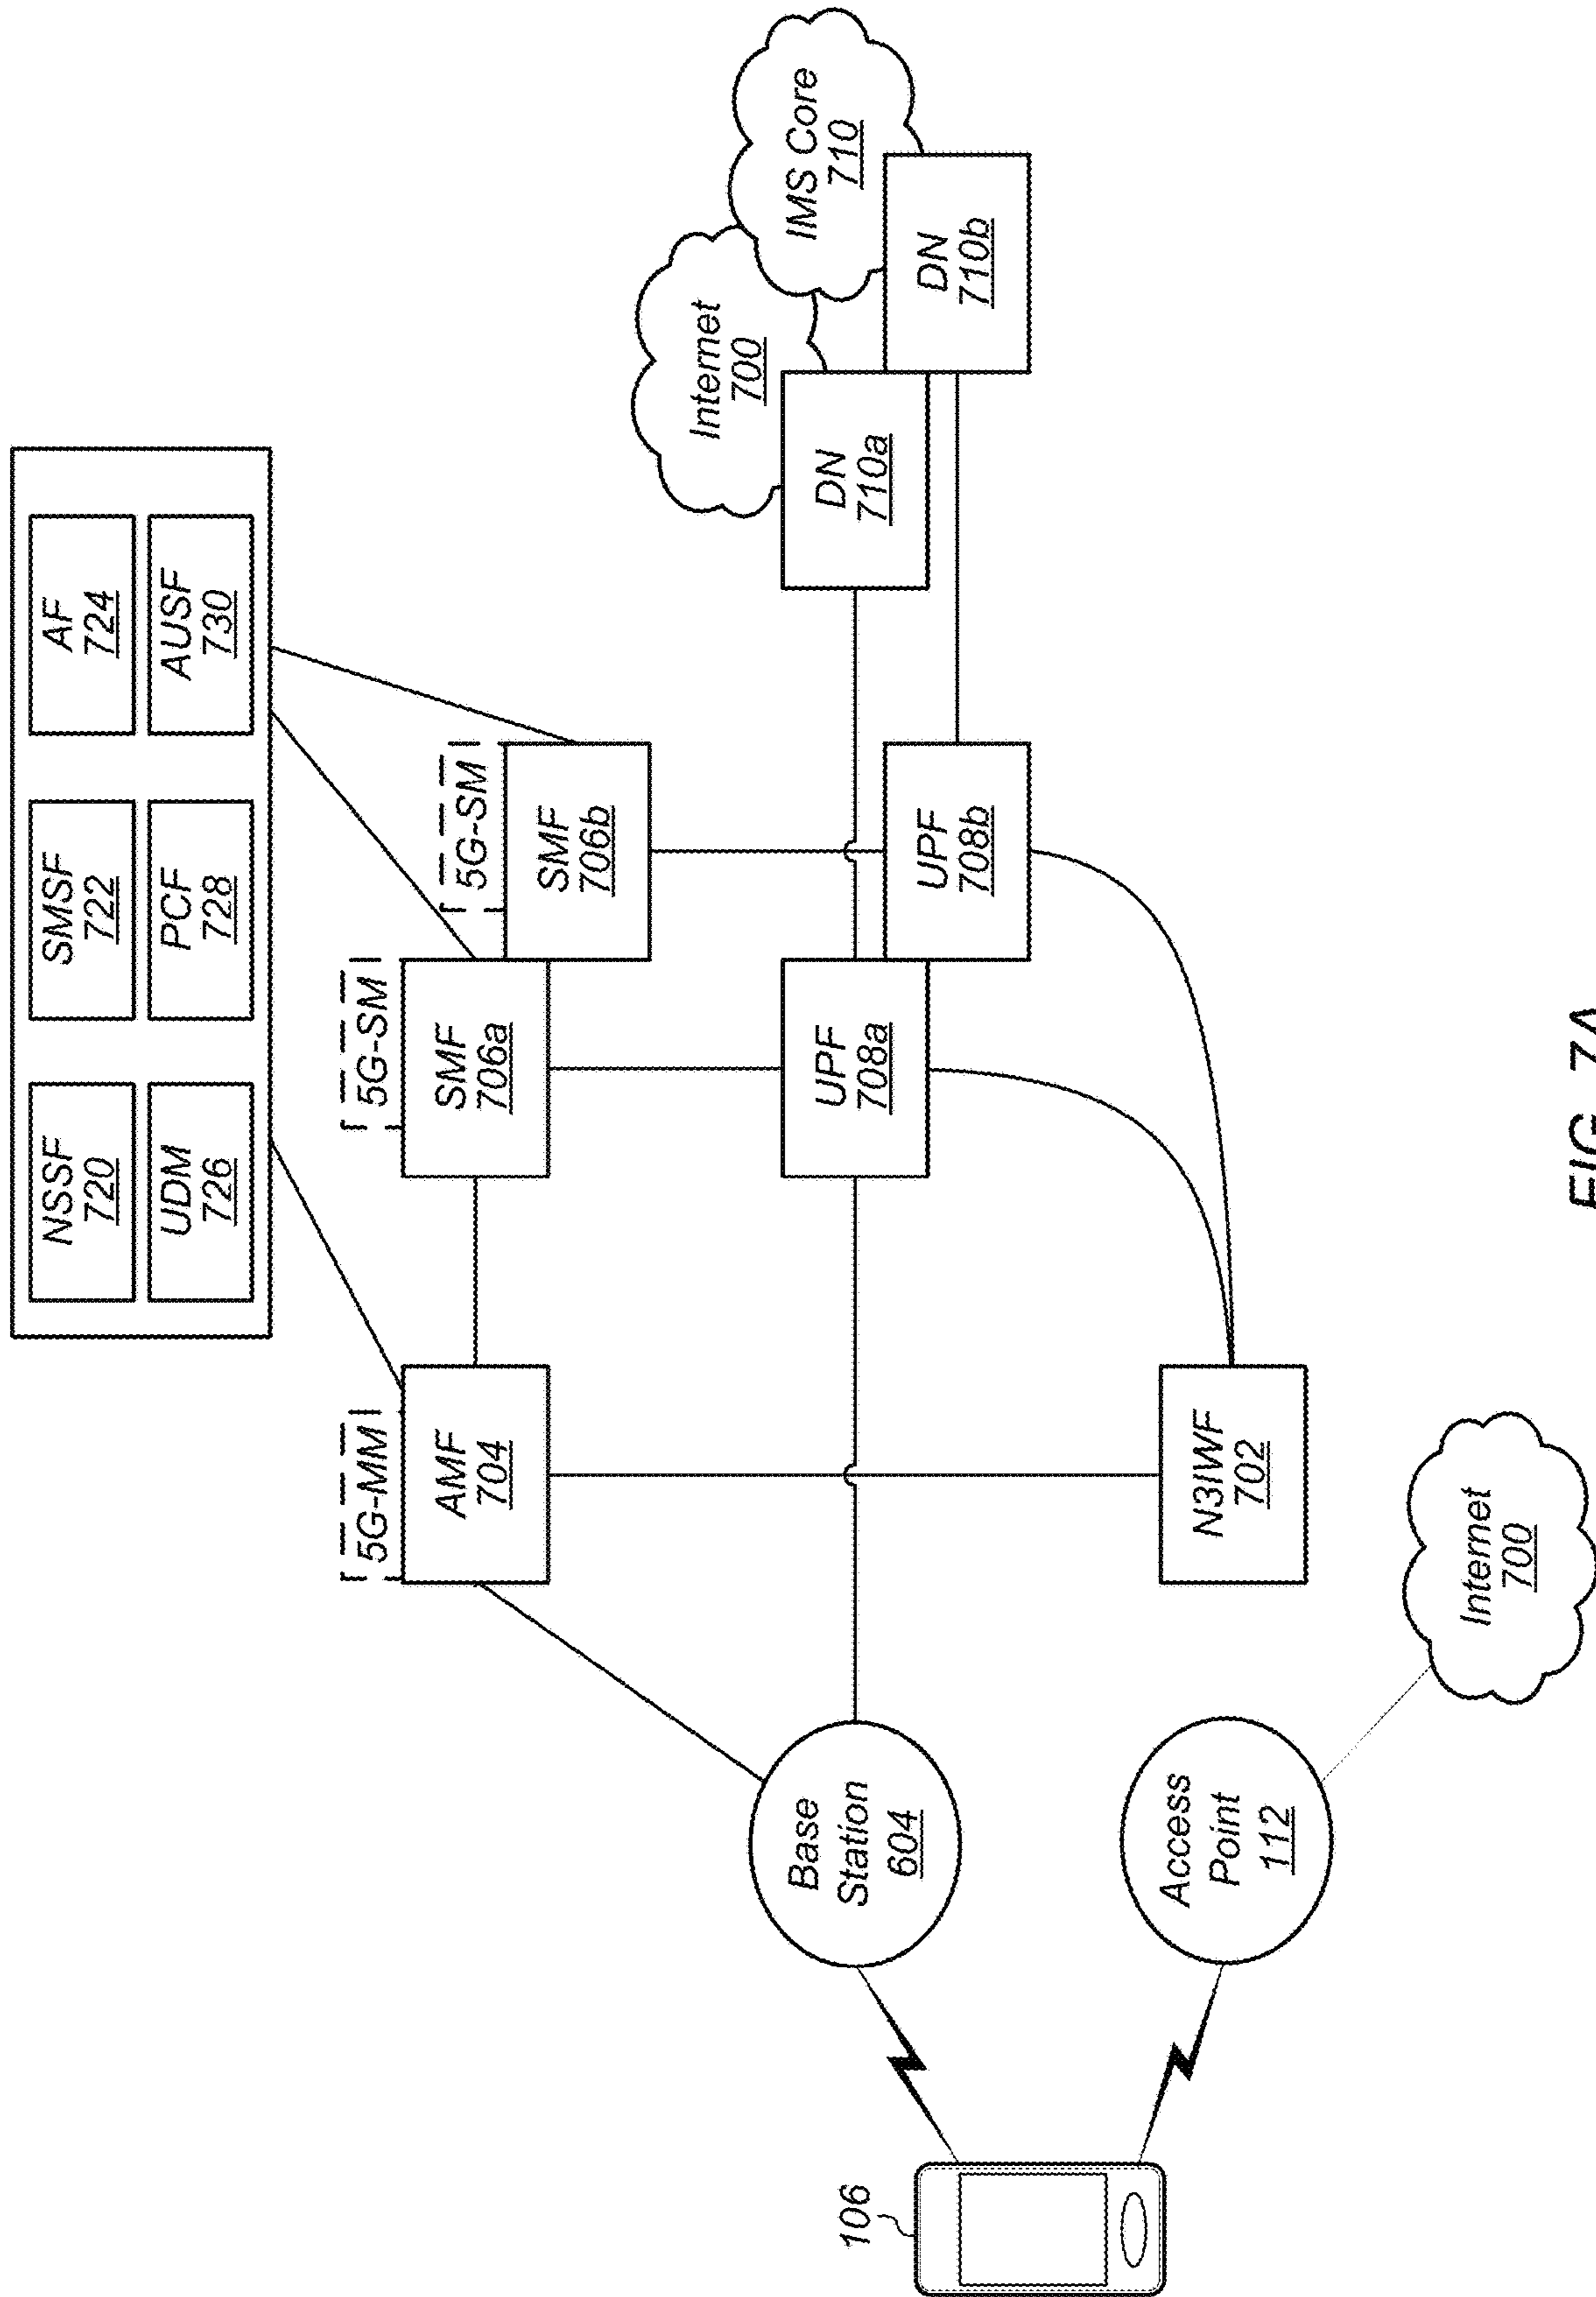 NSSF
720
SMSF
722
AF
724
UDM
726
PCF
728
AUSF
730
5G-MM
AMF
704
5G-SM
SMF
706a
5G-SM
SMF
706b
Internet
700
IMS Core
710
106
Base
Station
604
UPF
708a
UPF
708b
DN
710a
DN
710b
Access
Point
112
N3IWF
702
Internet
700
FIG. 7A